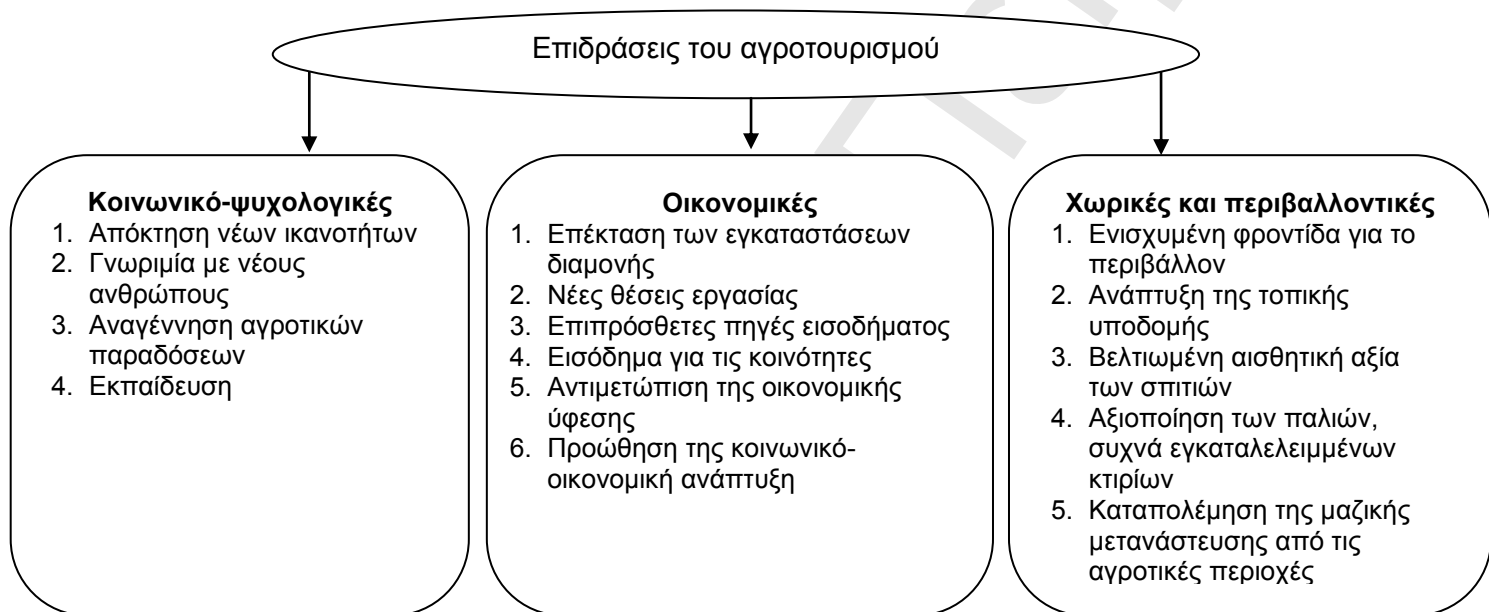 Επιδράσεις του αγροτουρισμού
Κοινωνικό-ψυχολογικές
1. Απόκτηση νέων ικανοτήτων
2. Γνωριμία με νέους
ανθρώπους
3. Αναγέννηση αγροτικών
παραδόσεων
4. Εκπαίδευση
Οικονομικές
1. Επέκταση των εγκαταστάσεων
διαμονής
2. Νέες θέσεις εργασίας
3. Επιπρόσθετες πηγές εισοδήματος
4. Εισόδημα για τις κοινότητες
5. Αντιμετώπιση της οικονομικής
ύφεσης
6. Προώθηση της κοινωνικό-
οικονομική ανάπτυξη
Χωρικές και περιβαλλοντικές
1. Ενισχυμένη φροντίδα για το
περιβάλλον
2. Ανάπτυξη της τοπικής
υποδομής
3. Βελτιωμένη αισθητική αξία
των σπιτιών
4. Αξιοποίηση των παλιών,
συχνά εγκαταλελειμμένων
κτιρίων
5. Καταπολέμηση της μαζικής
μετανάστευσης από τις
αγροτικές περιοχές